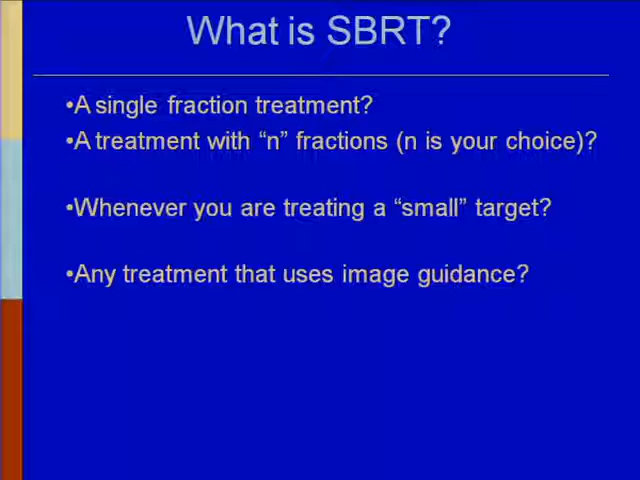 What is SBRT?
•A single fraction treatment?
•A treatment with “n” fractions (n is your choice)?
•Whenever you are treating a “small” target?
•Any treatment that uses image guidance?